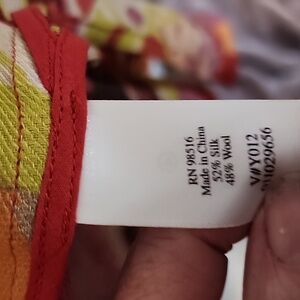 RN 98516
Made in China
52% Silk
48% Wool
V#Y012